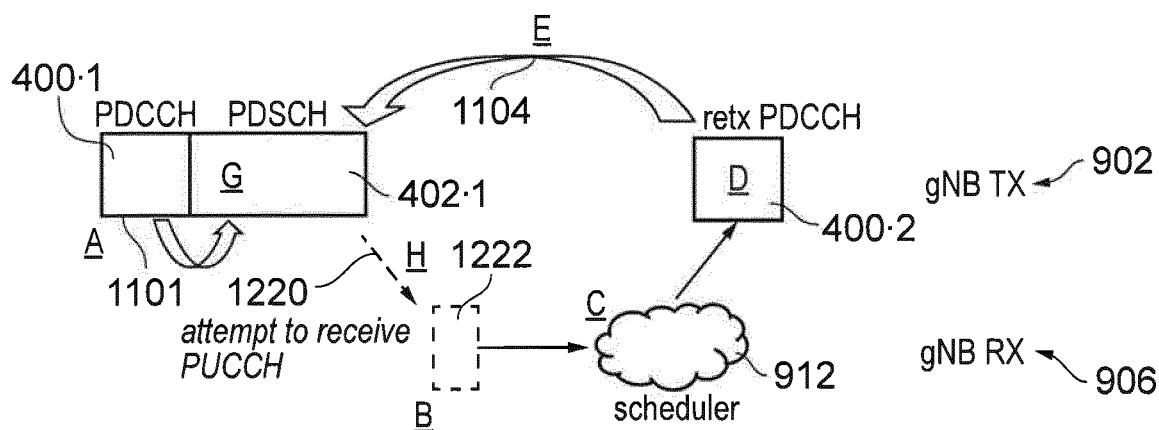 E
400·1
PDCCH PDSCH
1104
retx PDCCH
902
G
D
gNB TX
402·1
400·2
A
1101
1220
H
1222
C
attempt to receive
PUCCH
912
gNB RX
B
scheduler
906